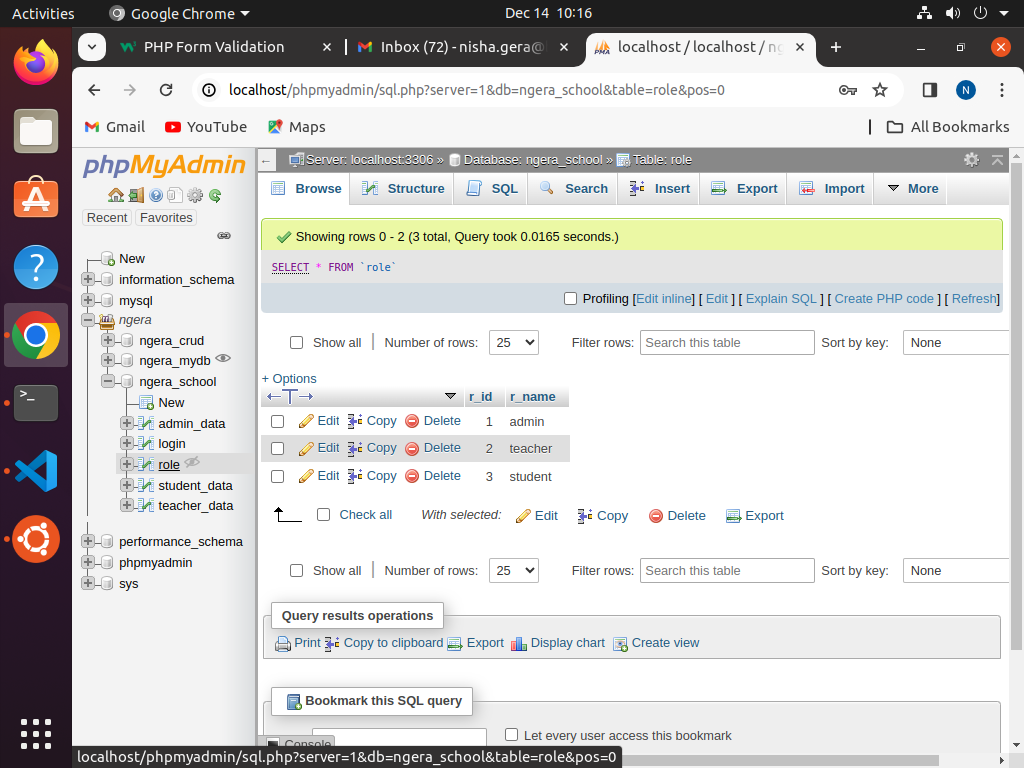 Activities Google Chrome Dec 14 10:16
PHP Form Validation Inbox (72) - nisha.gera@ localhost / localhost / ng
localhost/phpmyadmin/sql.php?server=1&db=ngera_school&table=role&pos=0 N
Gmail YouTube Maps All Bookmarks
phpMyAdmin
Recent Favorites
New
information_schema
mysql
ngera
ngera_crud
ngera_mydb
ngera_school
New
admin_data
login
role
student_data
teacher_data
performance_schema
phpmyadmin
sys
Server: localhost:3306 » Database: ngera_school » Table: role
Browse Structure SQL Search Insert Export Import More
Showing rows 0 - 2 (3 total, Query took 0.0165 seconds.)
SELECT * FROM `role`
Profiling [Edit inline] [ Edit ] [ Explain SQL ] [ Create PHP code ] [ Refresh]
Show all Number of rows: 25 Filter rows: Search this table Sort by key: None
+ Options
r_id r_name
Edit Copy Delete 1 admin
Edit Copy Delete 2 teacher
Edit Copy Delete 3 student
Check all With selected: Edit Copy Delete Export
Show all Number of rows: 25 Filter rows: Search this table Sort by key: None
Query results operations
Print Copy to clipboard Export Display chart Create view
Bookmark this SQL query
Let every user access this bookmark
Console
localhost/phpmyadmin/sql.php?server=1&db=ngera_school&table=role&pos=0